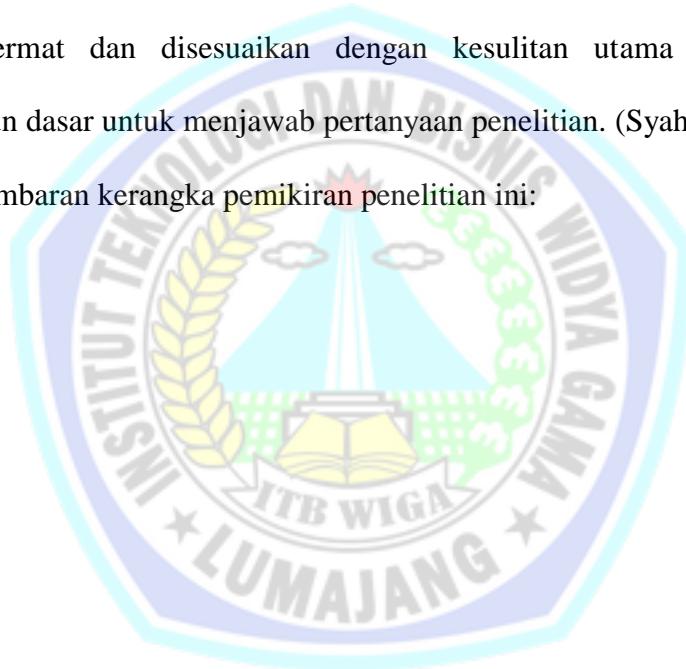 ermat dan disesuaikan dengan kesulitan utama
n dasar untuk menjawab pertanyaan penelitian. (Syah
mbaran kerangka pemikiran penelitian ini:
INSTITUT TEKNOLOGI DAN BISNIS WIDYA GAMA
ITB WIGA
LUMAJANG